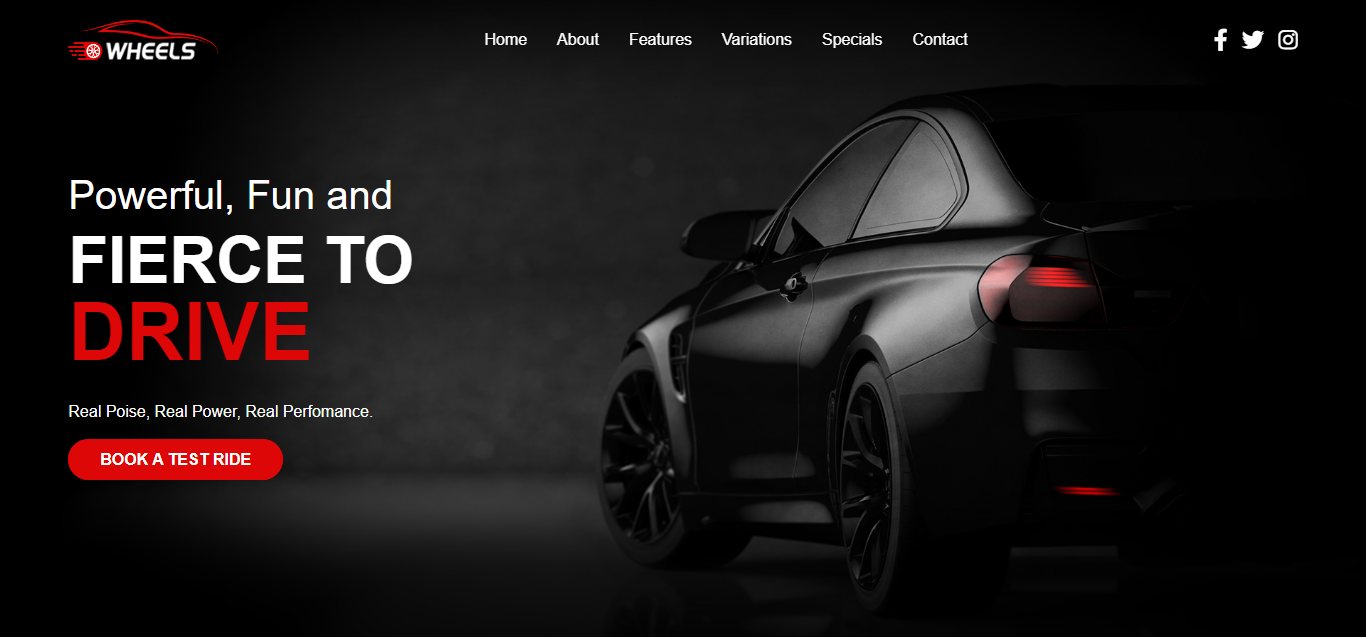 WHEELS
Home About Features Variations Specials Contact
Powerful, Fun and
FIERCE TO
DRIVE
Real Poise, Real Power, Real Perfomance.
BOOK A TEST RIDE